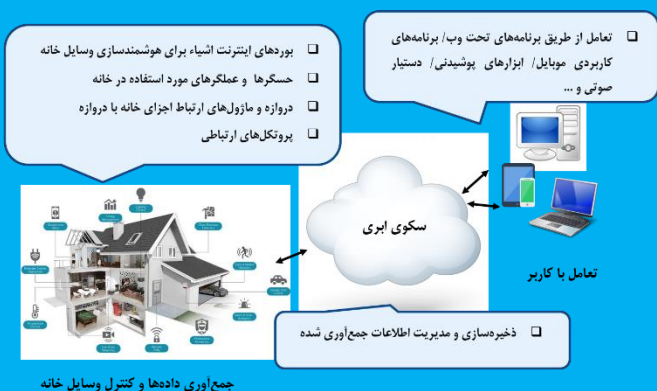 بوردهای اینترنت اشیاء برای هوشمندسازی وسایل خانه
حسگرها و عملگرهای مورد استفاده در خانه
دروازه و ماژول‌های ارتباط اجزای خانه با دروازه
پروتکل‌های ارتباطی
تعامل از طریق برنامه‌های تحت وب/ برنامه‌های
کاربردی موبایل/ ابزارهای پوشیدنی/ دستیار
صوتی و ...
سکوی ابری
تعامل با کاربر
ذخیره‌سازی و مدیریت اطلاعات جمع‌آوری شده
جمع‌آوری داده‌ها و کنترل وسایل خانه